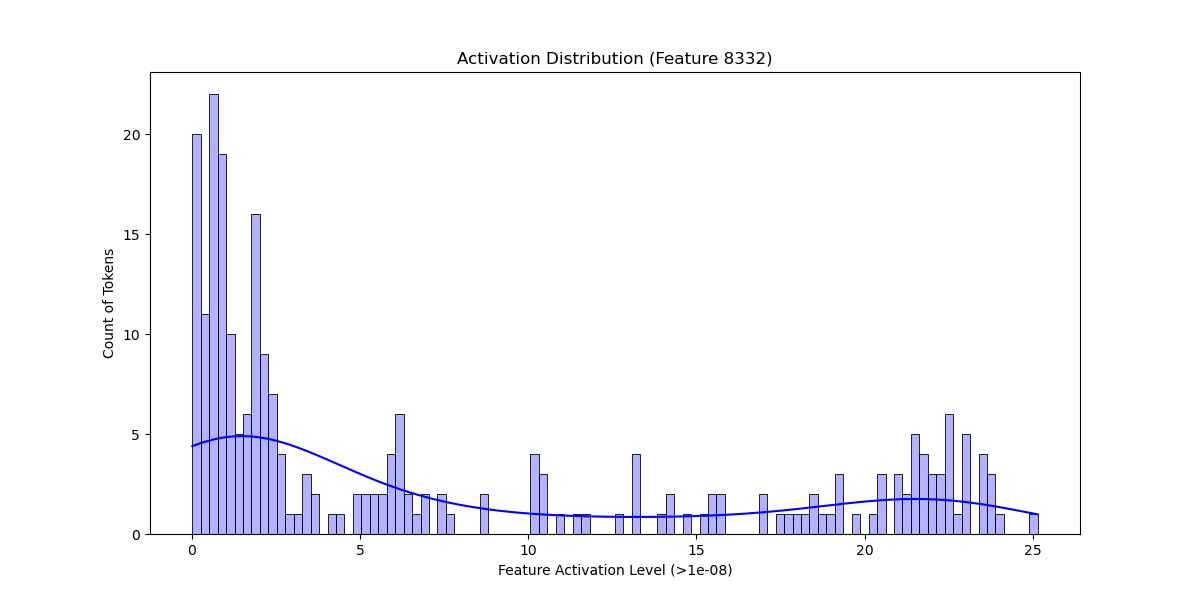 Activation Distribution (Feature 8332)
20
15
10
5
0
Count of Tokens
0 5 10 15 20 25
Feature Activation Level (>1e-08)